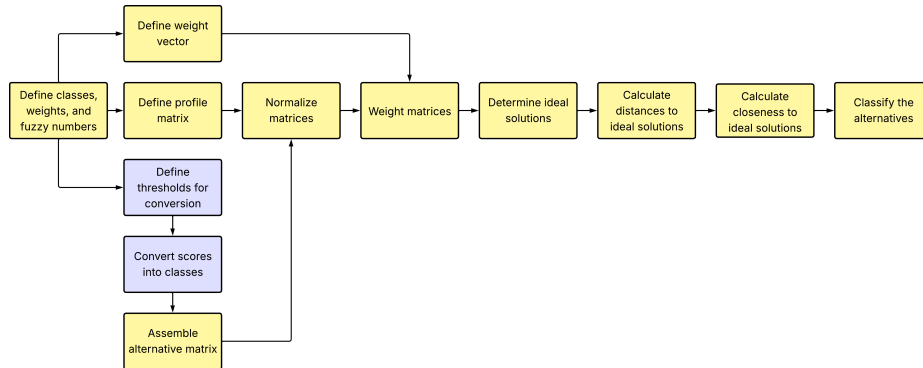 Define weight
vector
Define classes,
weights, and
fuzzy numbers
Define profile
matrix
Normalize
matrices
Weight matrices
Determine ideal
solutions
Calculate
distances to
ideal solutions
Calculate
closeness to
ideal solutions
Classify the
alternatives
Define
thresholds for
conversion
Convert scores
into classes
Assemble
alternative matrix